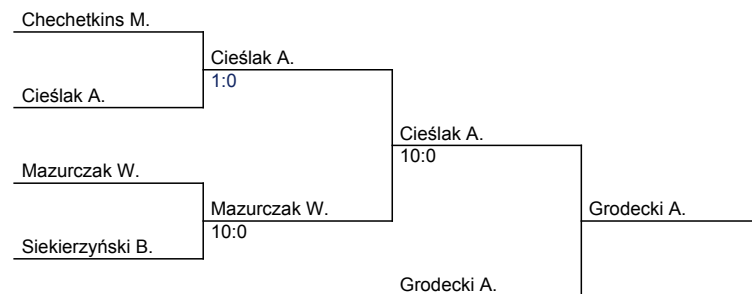 Chechetkins M.
Cieślak A.
1:0
Cieślak A.
Cieślak A.
10:0
Mazurczak W.
Mazurczak W.
Grodecki A.
10:0
Siekierzyński B.
Grodecki A.